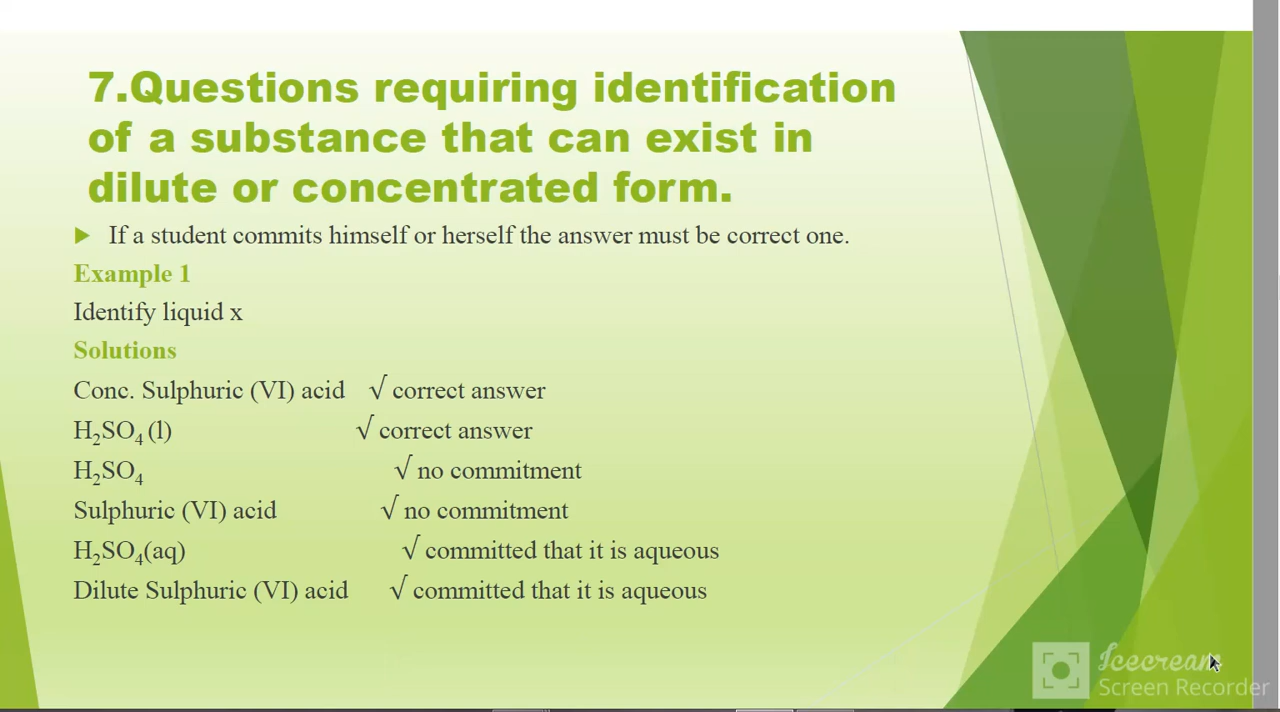 7.Questions requiring identification
of a substance that can exist in
dilute or concentrated form.
If a student commits himself or herself the answer must be correct one.
Example 1
Identify liquid x
Solutions
Conc. Sulphuric (VI) acid √ correct answer
H₂SO₄ (l) √ correct answer
H₂SO₄ √ no commitment
Sulphuric (VI) acid √ no commitment
H₂SO₄(aq) √ committed that it is aqueous
Dilute Sulphuric (VI) acid √ committed that it is aqueous
Icecream
Screen Recorder